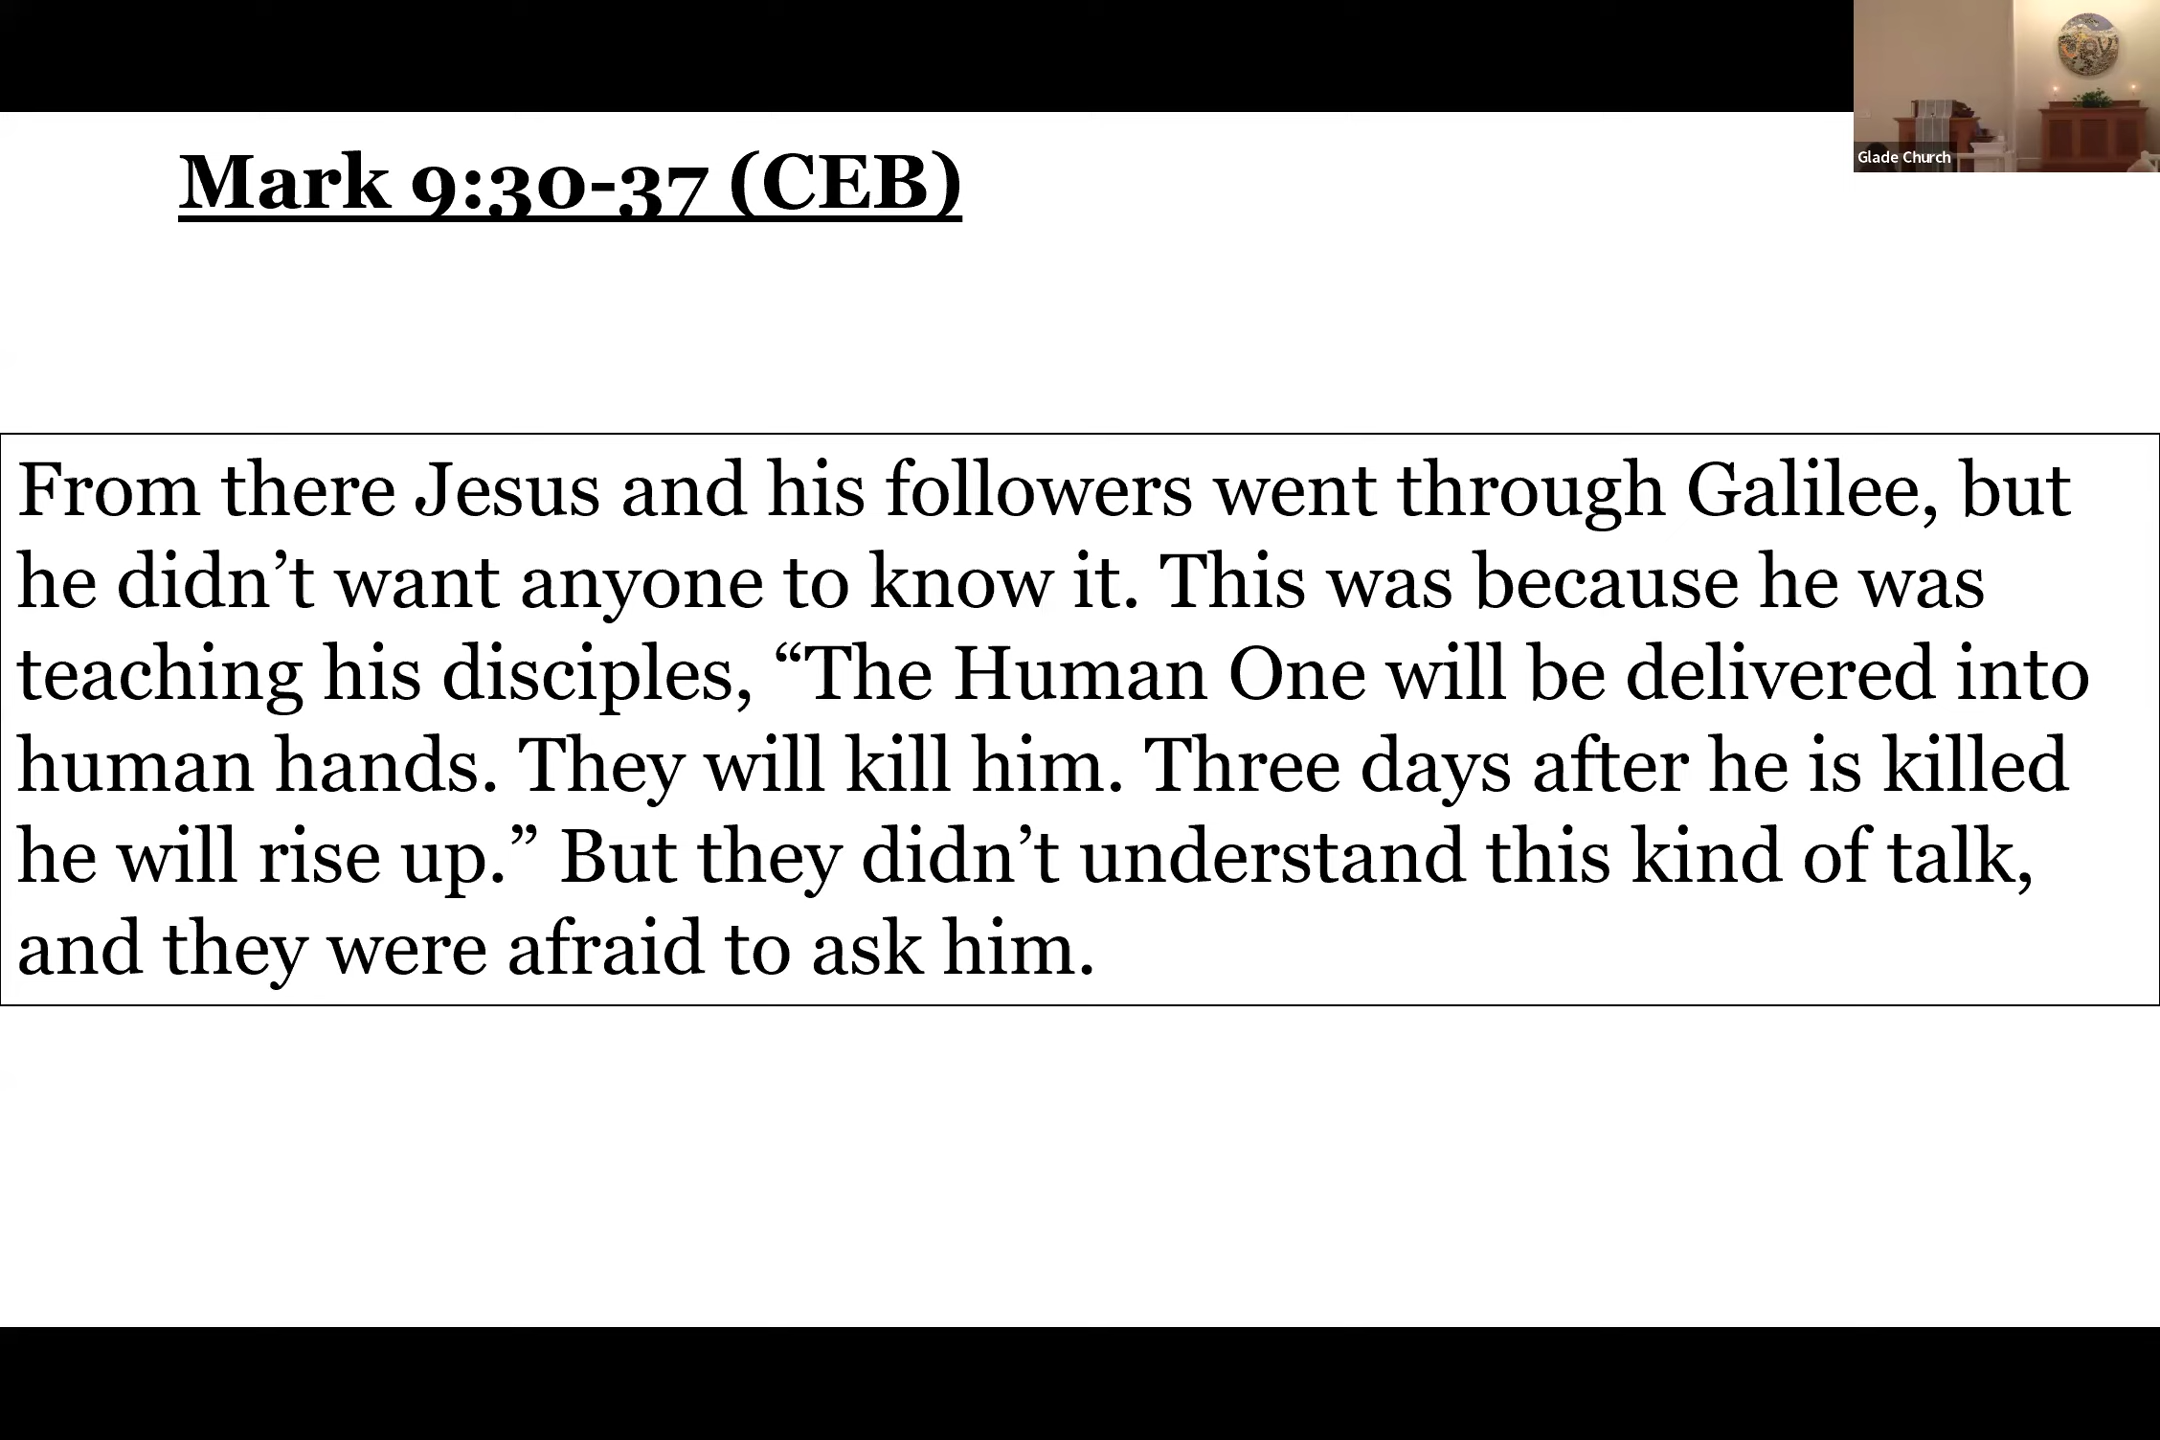 Mark 9:30-37 (CEB)
Glade Church
From there Jesus and his followers went through Galilee, but
he didn’t want anyone to know it. This was because he was
teaching his disciples, “The Human One will be delivered into
human hands. They will kill him. Three days after he is killed
he will rise up.” But they didn’t understand this kind of talk,
and they were afraid to ask him.